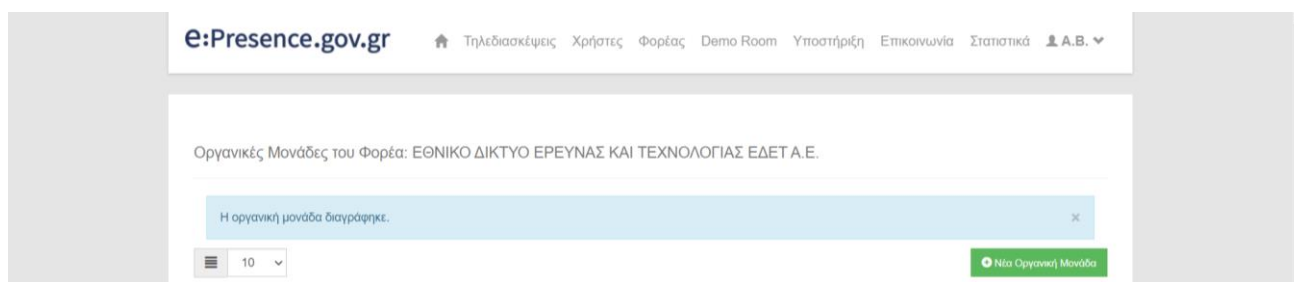 e:Presence.gov.gr Τηλεδιασκέψεις Χρήστες Φορέας Demo Room Υποστήριξη Επικοινωνία Στατιστικά Α.Β.
Οργανικές Μονάδες του Φορέα: ΕΘΝΙΚΟ ΔΙΚΤΥΟ ΕΡΕΥΝΑΣ ΚΑΙ ΤΕΧΝΟΛΟΓΙΑΣ ΕΔΕΤ Α.Ε.
Η οργανική μονάδα διαγράφηκε. ×
10 Νέα Οργανική Μονάδα